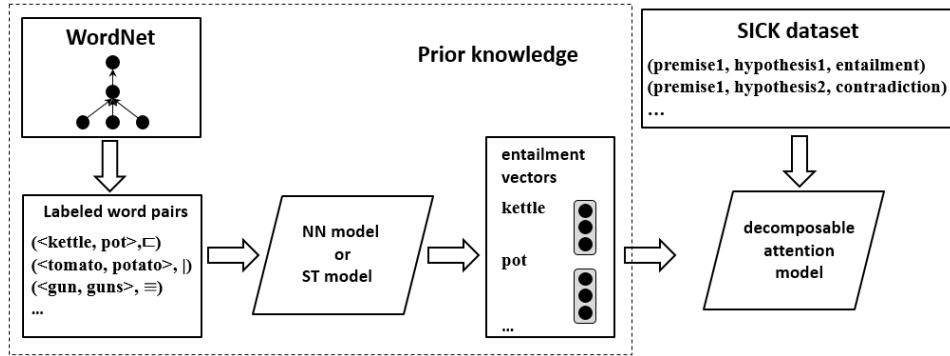 WordNet
Prior knowledge
SICK dataset
(premise1, hypothesis1, entailment)
(premise1, hypothesis2, contradiction)
...
Labeled word pairs
(<kettle, pot>,⊏)
(<tomato, potato>, |)
(<gun, guns>, ≡)
...
NN model
or
ST model
entailment
vectors
kettle
pot
...
decomposable
attention
model